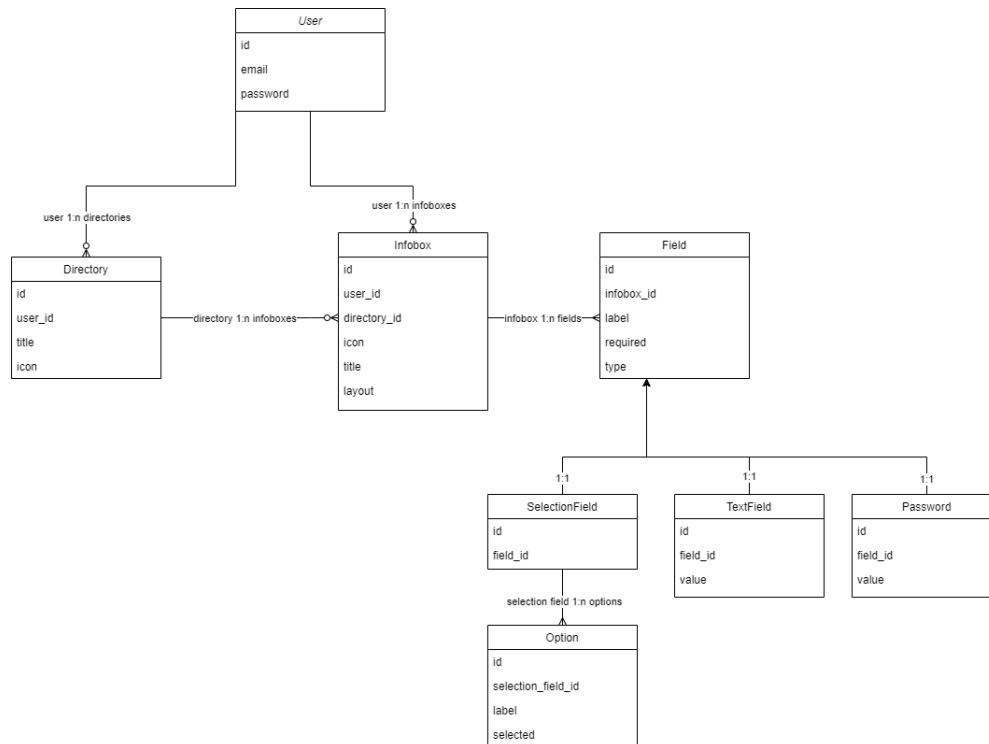 User
id
email
password
user 1:n directories
user 1:n infoboxes
Directory
id
user_id
title
icon
directory 1:n infoboxes
Infobox
id
user_id
directory_id
icon
title
layout
infobox 1:n fields
Field
id
infobox_id
label
required
type
1:1
1:1
1:1
SelectionField
id
field_id
TextField
id
field_id
value
Password
id
field_id
value
selection field 1:n options
Option
id
selection_field_id
label
selected